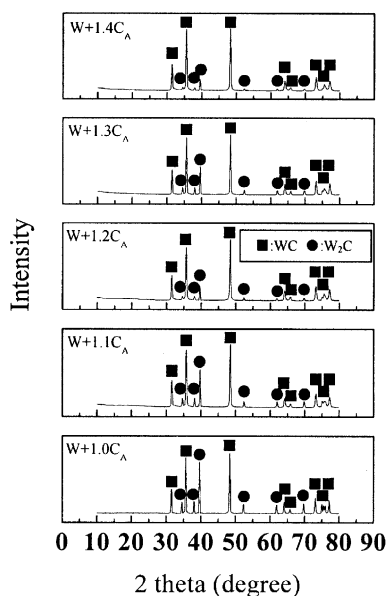 W+1.4C_A
W+1.3C_A
W+1.2C_A
■:WC ●:W₂C
W+1.1C_A
W+1.0C_A
Intensity
0 10 20 30 40 50 60 70 80 90
2 theta (degree)